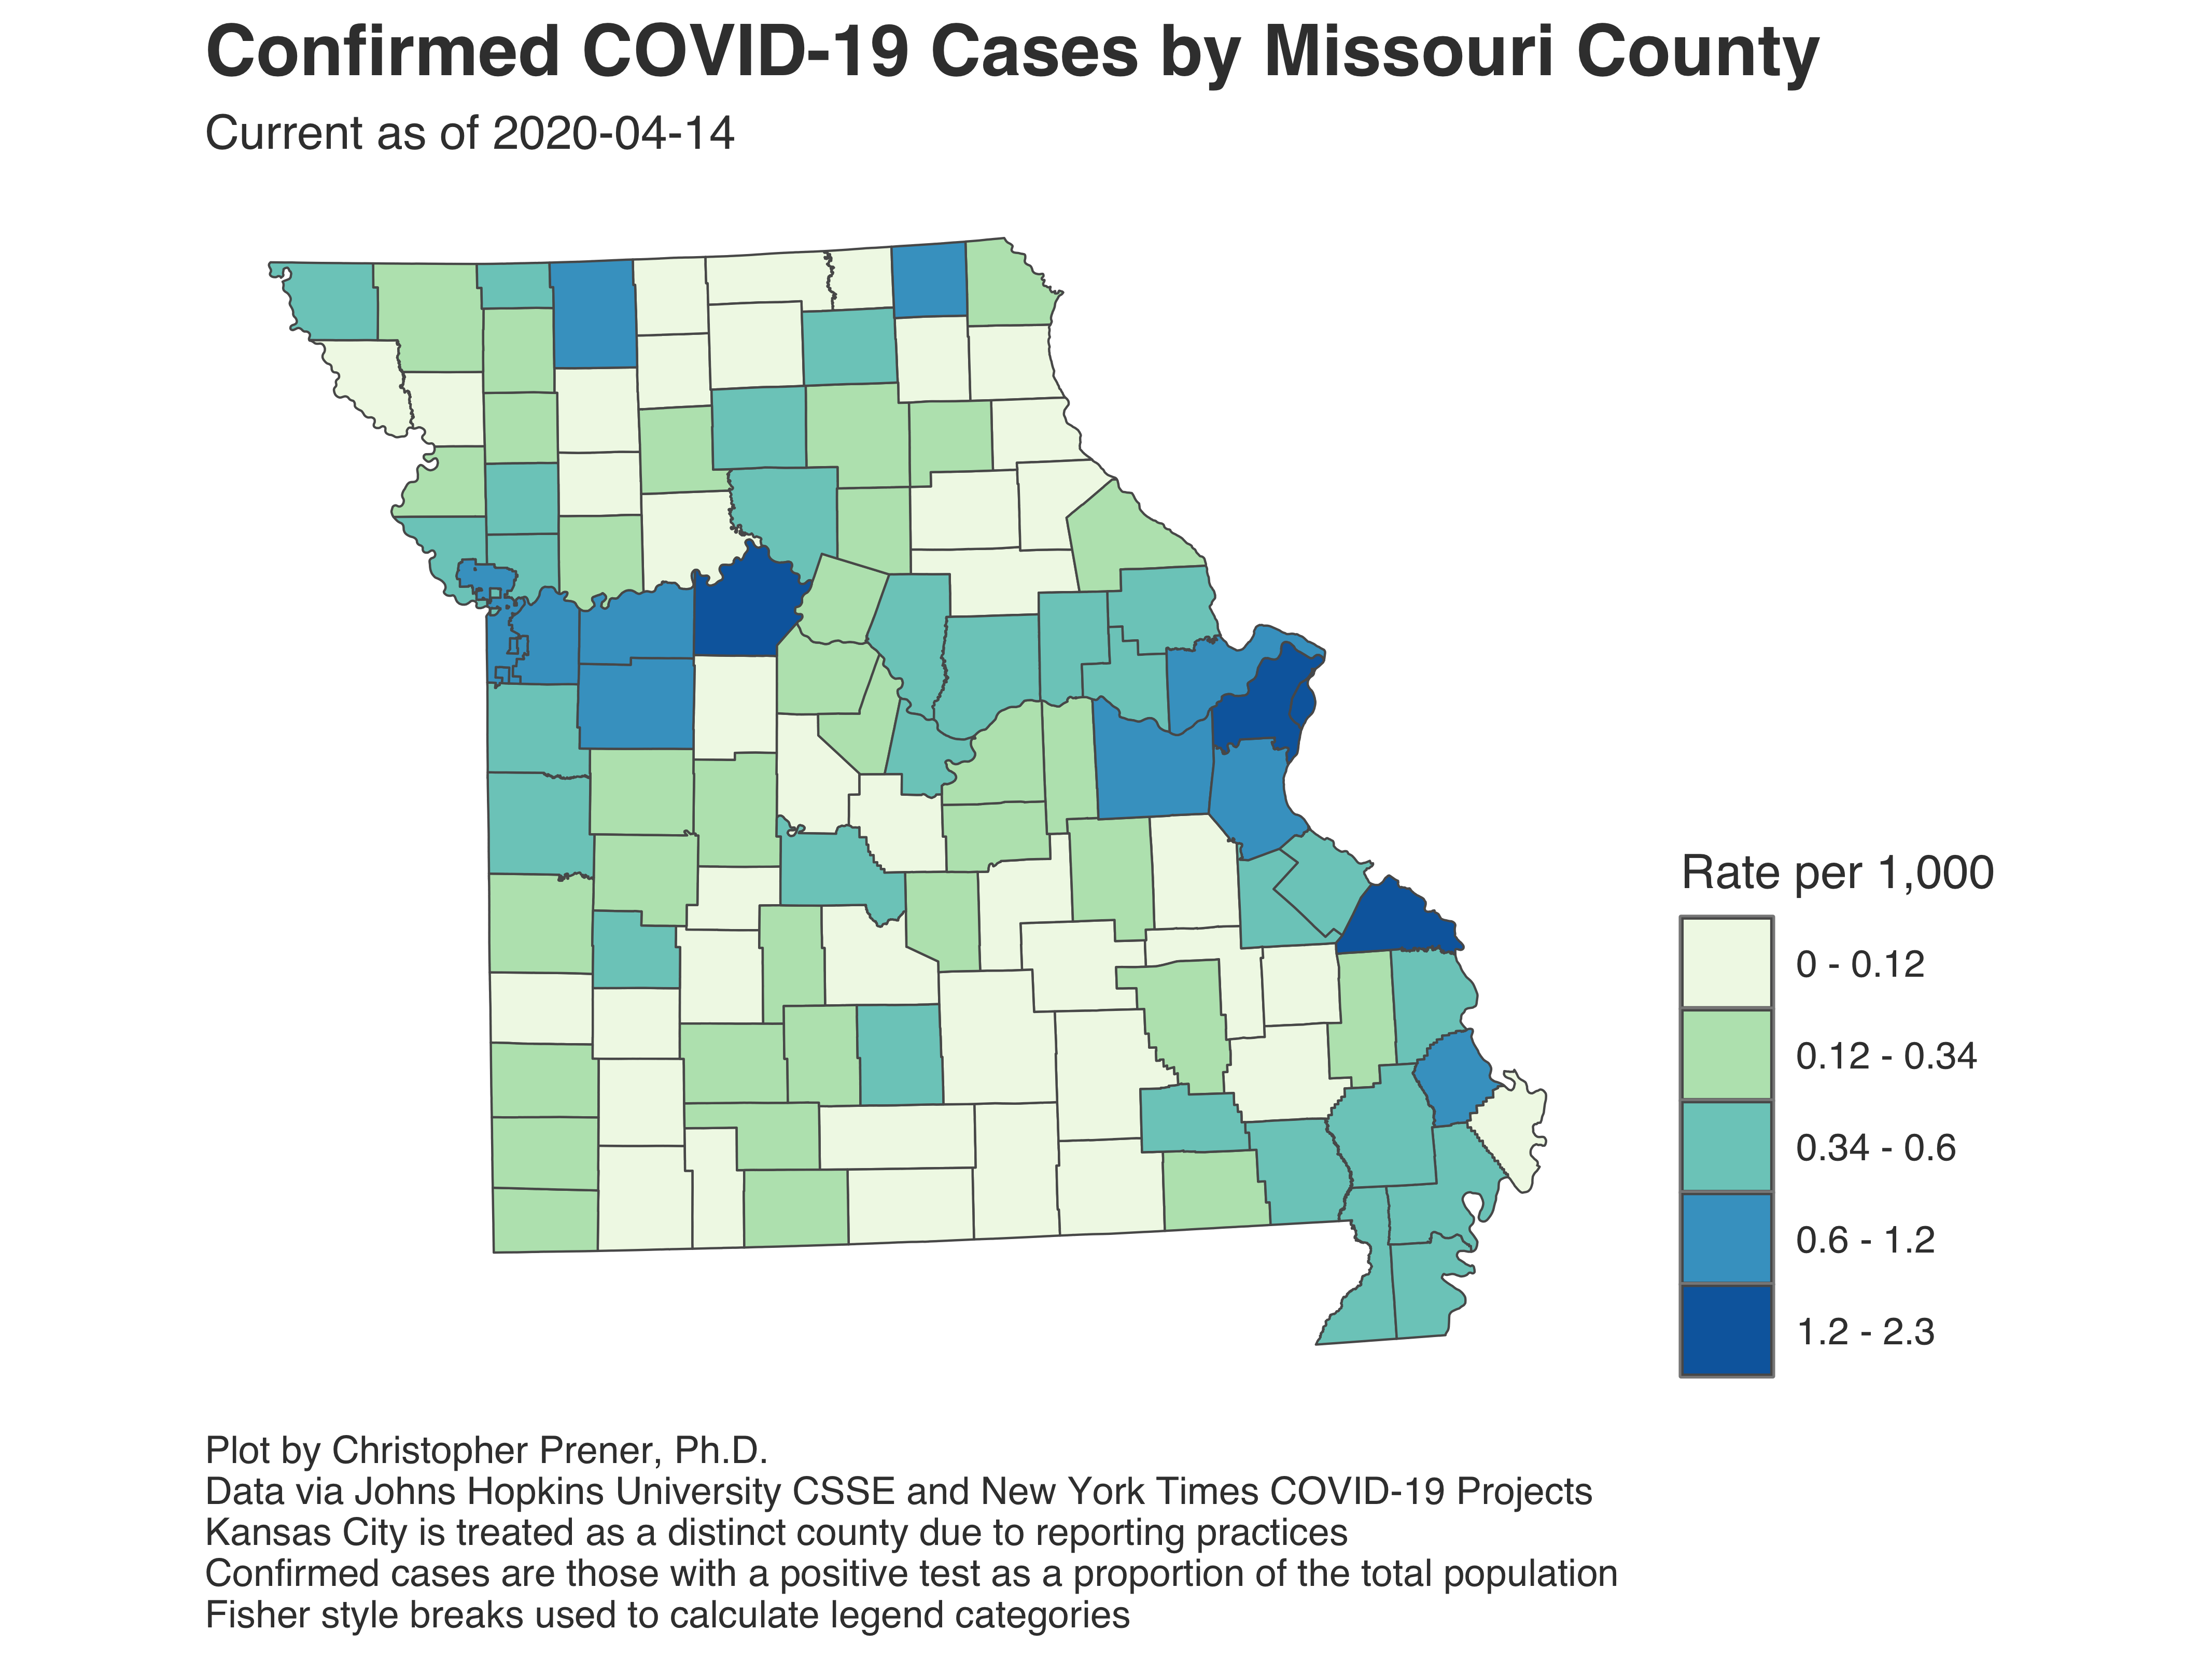 Confirmed COVID-19 Cases by Missouri County
Current as of 2020-04-14
Rate per 1,000
0 - 0.12
0.12 - 0.34
0.34 - 0.6
0.6 - 1.2
1.2 - 2.3
Plot by Christopher Prener, Ph.D.
Data via Johns Hopkins University CSSE and New York Times COVID-19 Projects
Kansas City is treated as a distinct county due to reporting practices
Confirmed cases are those with a positive test as a proportion of the total population
Fisher style breaks used to calculate legend categories